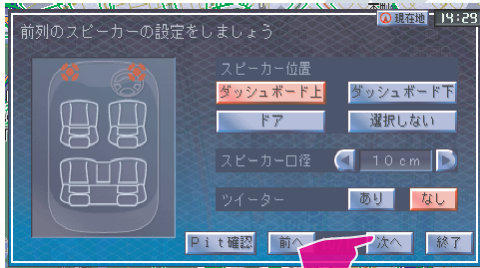 現在地 14:29
前列のスピーカーの設定をしましょう
スピーカー位置
ダッシュボード上 ダッシュボード下
ドア 選択しない
スピーカー口径 10cm
ツイーター あり なし
Pit確認 前へ 次へ 終了